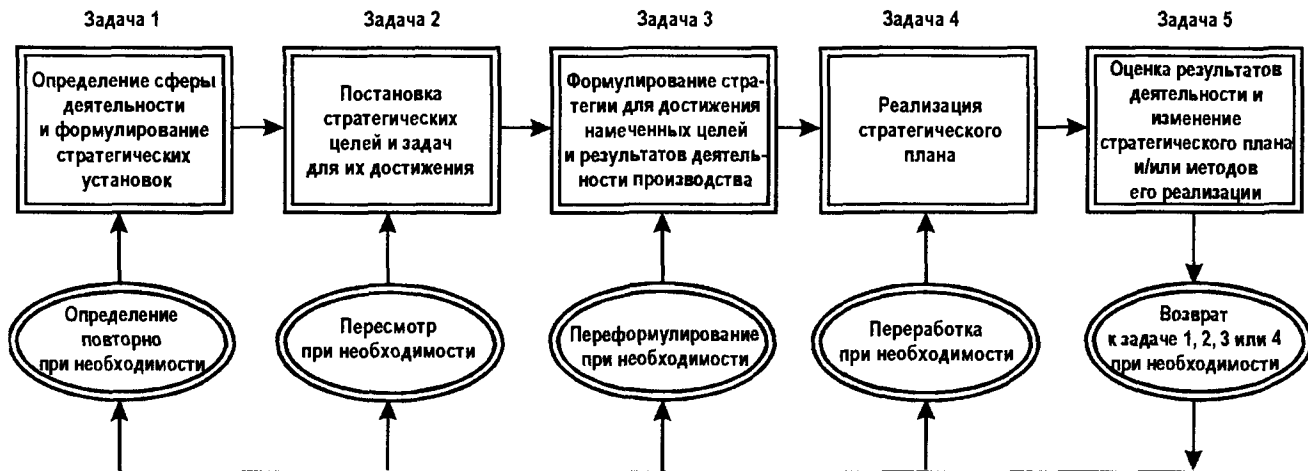 Задача 1
Задача 2
Задача 3
Задача 4
Задача 5
Определение сферы
деятельности
и формулирование
стратегических
установок
Постановка
стратегических
целей и задач
для их достижения
Формулирование стра-
тегии для достижения
намеченных целей
и результатов деятель-
ности производства
Реализация
стратегического
плана
Оценка результатов
деятельности и
изменение
стратегического плана
и/или методов
его реализации
Определение
повторно
при необходимости
Пересмотр
при необходимости
Переформулирование
при необходимости
Переработка
при необходимости
Возврат
к задаче 1, 2, 3 или 4
при необходимости